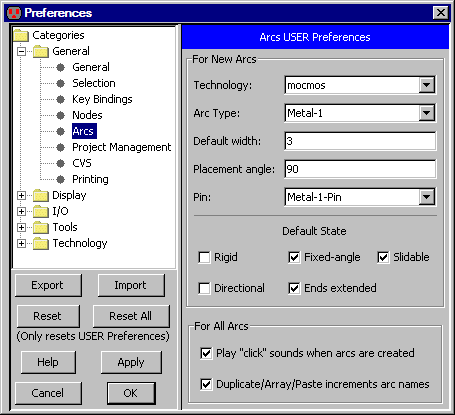 Preferences
Categories
General
General
Selection
Key Bindings
Nodes
Arcs
Project Management
CVS
Printing
Display
I/O
Tools
Technology
Export Import
Reset Reset All
(Only resets USER Preferences)
Help Apply
Cancel OK
Arcs USER Preferences
For New Arcs
Technology: mocmos
Arc Type: Metal-1
Default width: 3
Placement angle: 90
Pin: Metal-1-Pin
Default State
Rigid Fixed-angle Slidable
Directional Ends extended
For All Arcs
Play "click" sounds when arcs are created
Duplicate/Array/Paste increments arc names